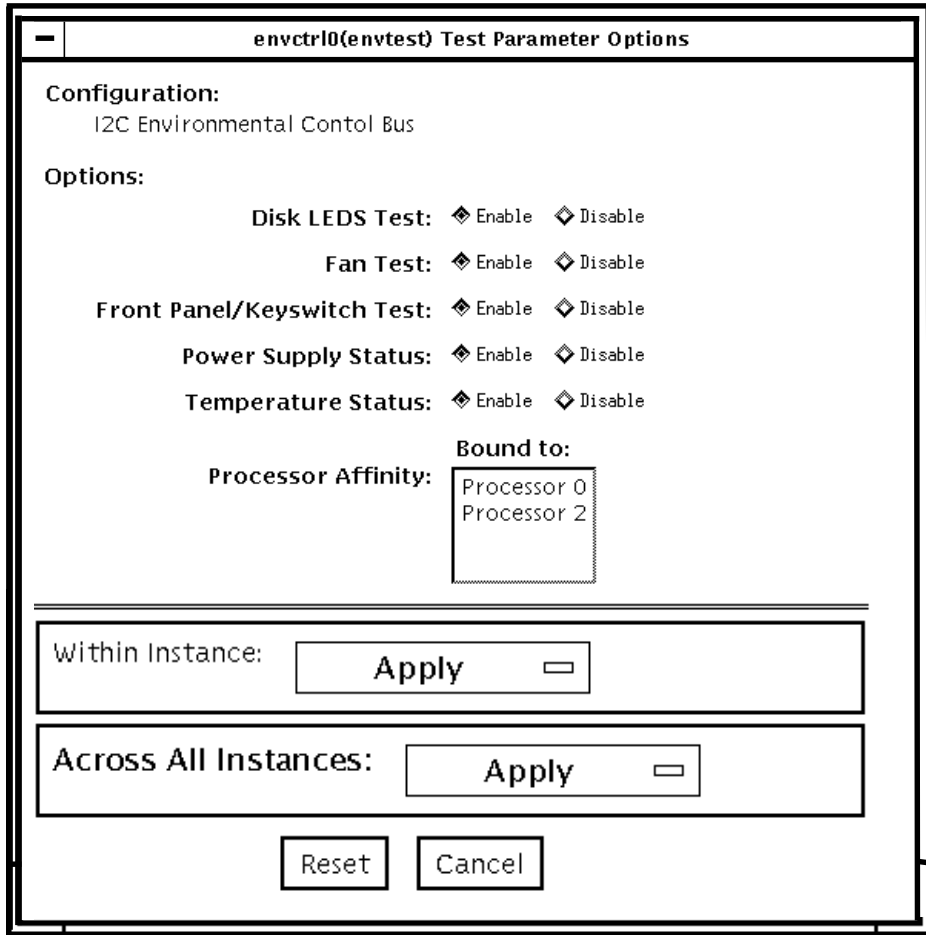 envctrl0(envtest) Test Parameter Options
Configuration:
I2C Environmental Contol Bus
Options:
Disk LEDS Test: Enable Disable
Fan Test: Enable Disable
Front Panel/Keyswitch Test: Enable Disable
Power Supply Status: Enable Disable
Temperature Status: Enable Disable
Bound to:
Processor Affinity:
Processor 0
Processor 2
Within Instance: Apply
Across All Instances: Apply
Reset Cancel